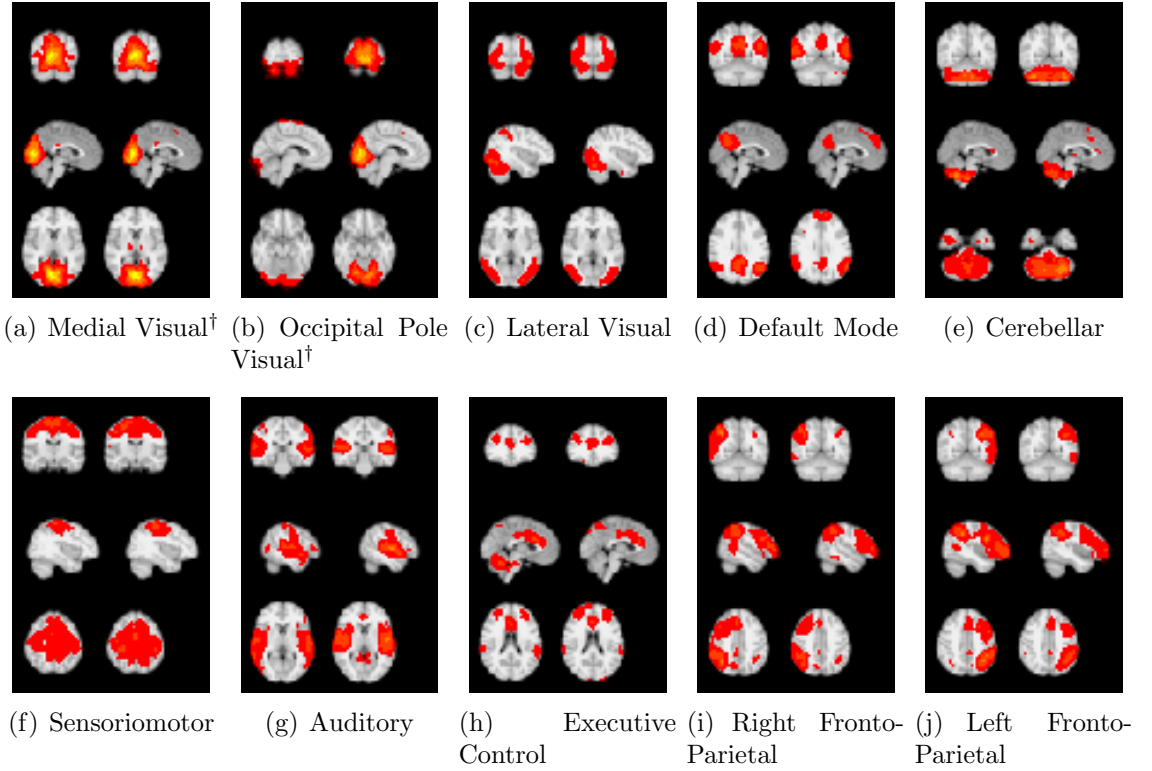 (a) Medial Visual†
(b) Occipital Pole
Visual†
(c) Lateral Visual
(d) Default Mode
(e) Cerebellar
(f) Sensoriomotor
(g) Auditory
(h) Executive
Control
(i) Right Fronto-
Parietal
(j) Left Fronto-
Parietal